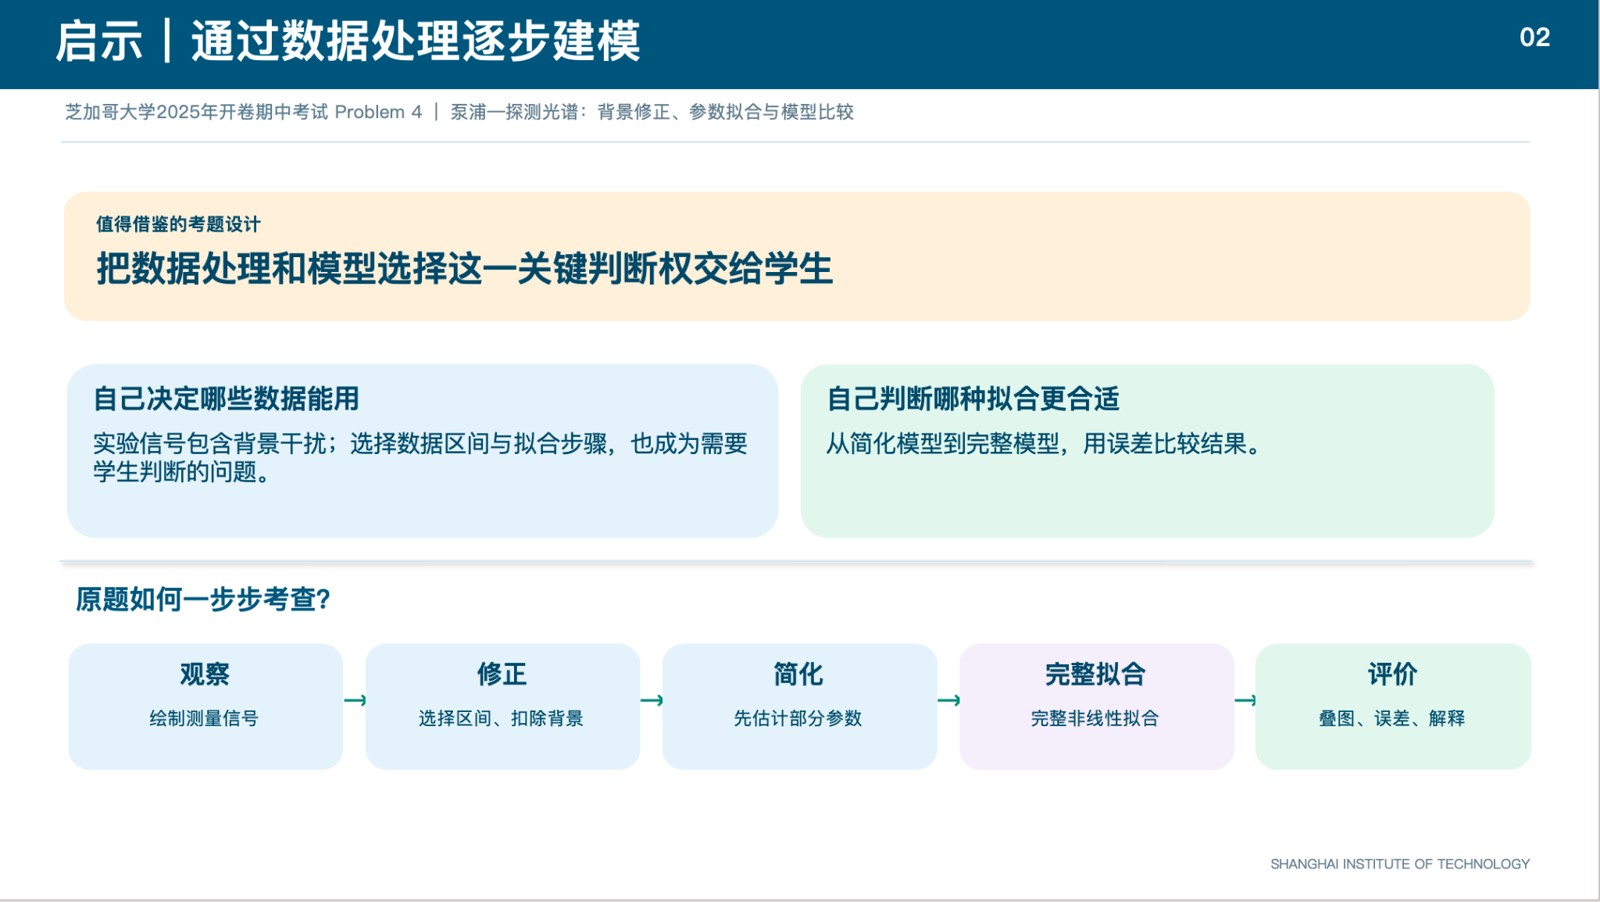 启示｜通过数据处理逐步建模
02
芝加哥大学2025年开卷期中考试 Problem 4 ｜ 泵浦—探测光谱：背景修正、参数拟合与模型比较
值得借鉴的考题设计
把数据处理和模型选择这一关键判断权交给学生
自己决定哪些数据能用
实验信号包含背景干扰；选择数据区间与拟合步骤，也成为需要
学生判断的问题。
自己判断哪种拟合更合适
从简化模型到完整模型，用误差比较结果。
原题如何一步步考查？
观察
绘制测量信号
→
修正
选择区间、扣除背景
→
简化
先估计部分参数
→
完整拟合
完整非线性拟合
→
评价
叠图、误差、解释
SHANGHAI INSTITUTE OF TECHNOLOGY